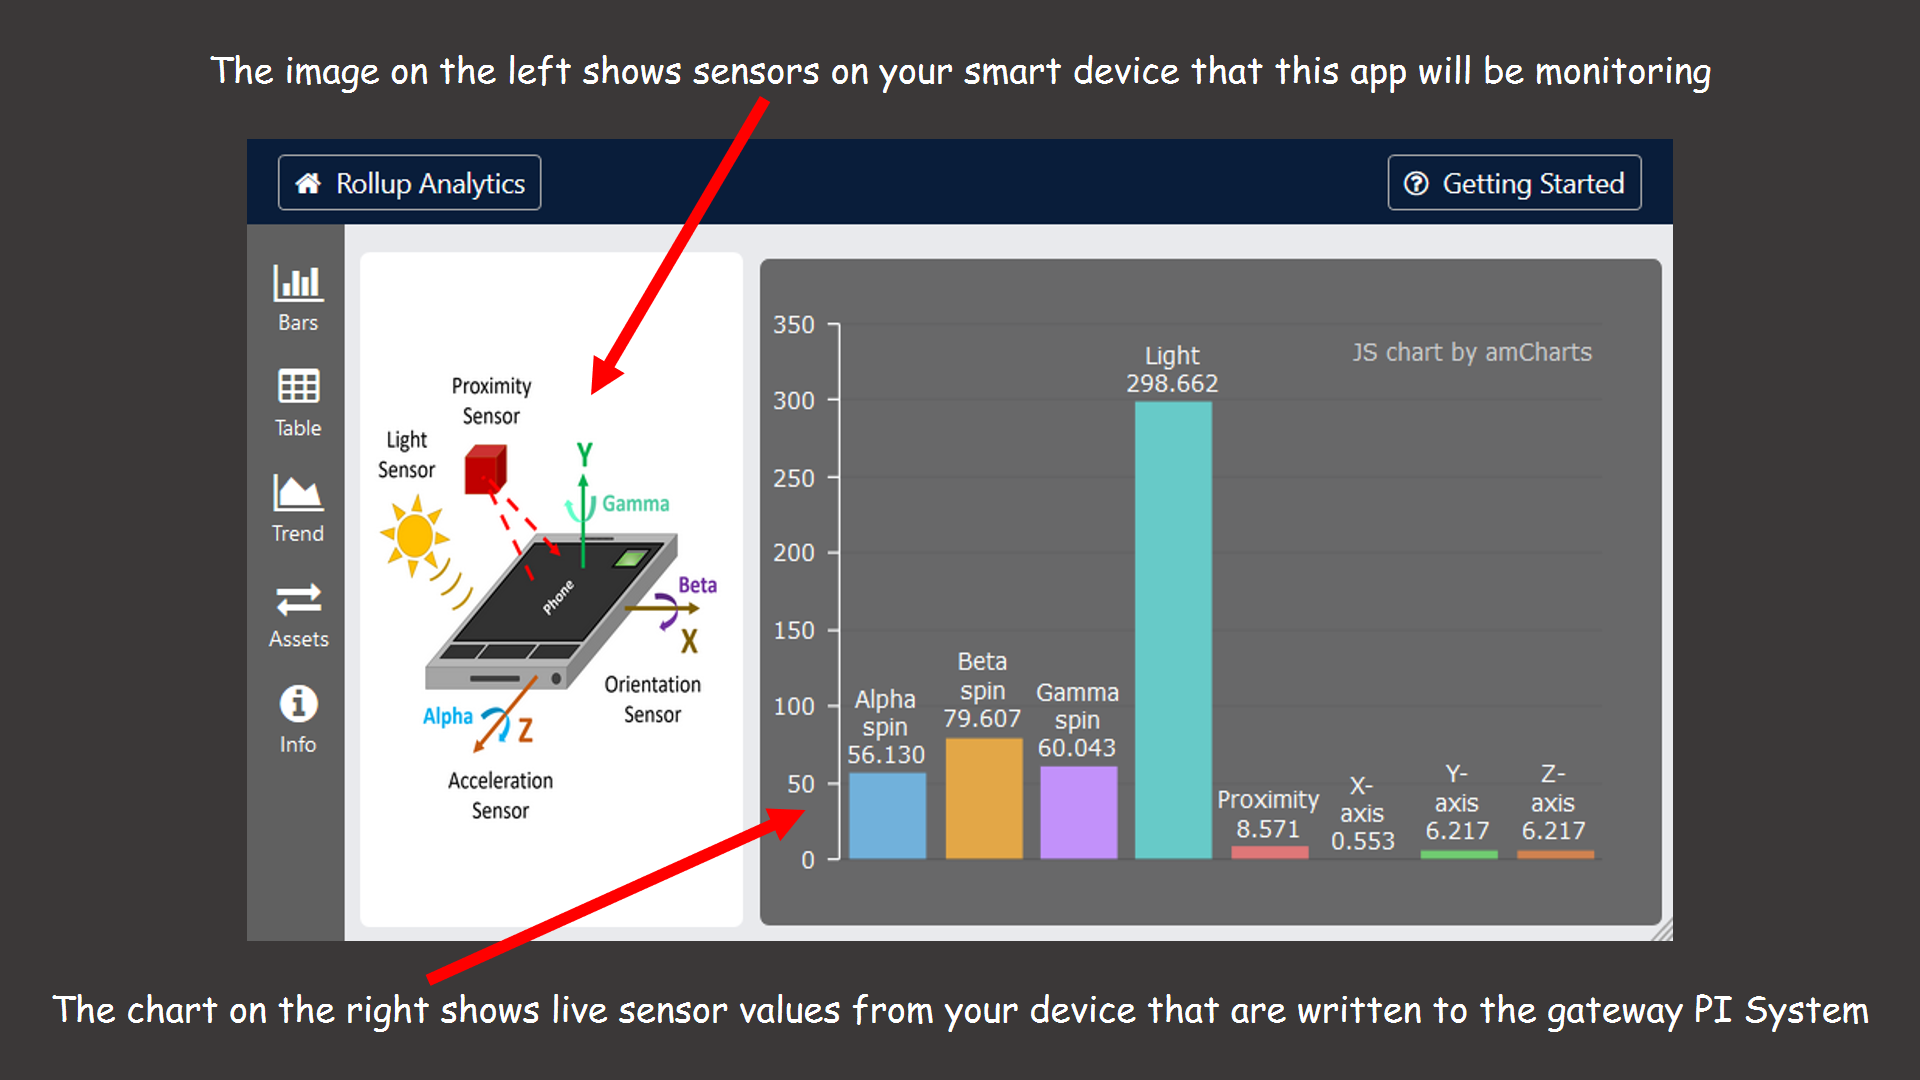 The image on the left shows sensors on your smart device that this app will be monitoring
Rollup Analytics
Getting Started
Bars
Table
Trend
Assets
Info
Proximity
Sensor
Light
Sensor
Y
Gamma
Phone
Beta
X
Orientation
Sensor
Alpha
Z
Acceleration
Sensor
350
300
250
200
150
100
50
0
JS chart by amCharts
Alpha
spin
56.130
Beta
spin
79.607
Gamma
spin
60.043
Light
298.662
Proximity
8.571
X-
axis
0.553
Y-
axis
6.217
Z-
axis
6.217
The chart on the right shows live sensor values from your device that are written to the gateway PI System